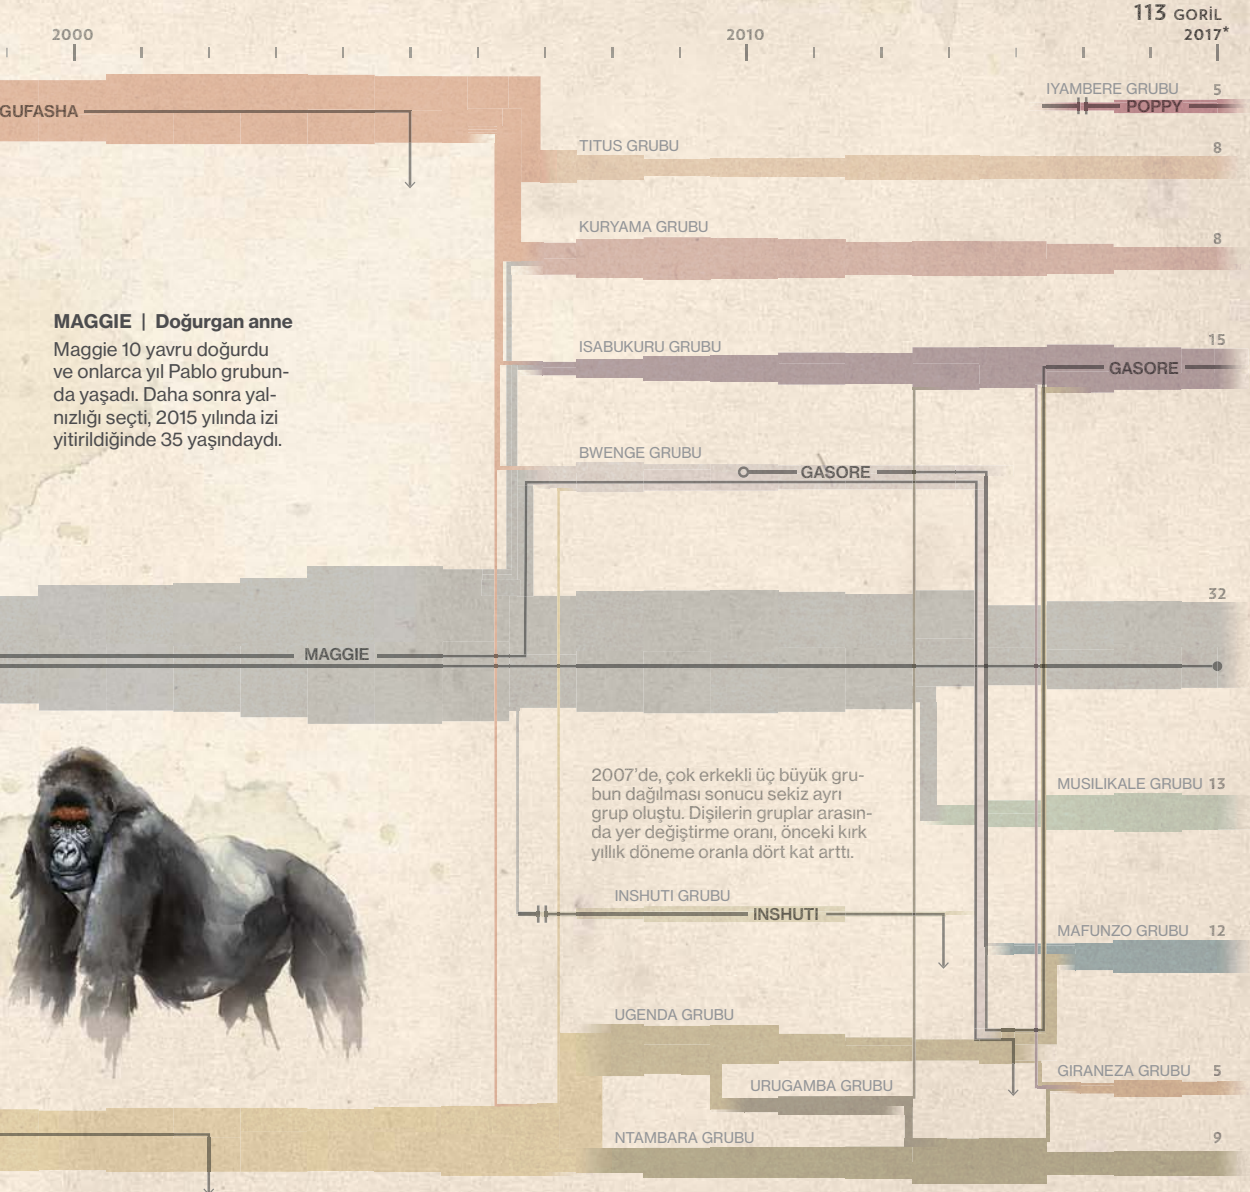 113 GORİL
2000
2010
2017*
IYAMBERE GRUBU 5
GUFASHA
POPPY
TITUS GRUBU 8
KURYAMA GRUBU 8
MAGGIE | Doğurgan anne
Maggie 10 yavru doğurdu
ve onlarca yıl Pablo grubun-
da yaşadı. Daha sonra yal-
nızlığı seçti, 2015 yılında izi
yitirildiğinde 35 yaşındaydı.
ISABUKURU GRUBU 15
GASORE
BWENGE GRUBU
GASORE
32
MAGGIE
2007’de, çok erkekli üç büyük gru-
bun dağılması sonucu sekiz ayrı
grup oluştu. Dişilerin gruplar arasın-
da yer değiştirme oranı, önceki kırk
yıllık döneme oranla dört kat arttı.
MUSILIKALE GRUBU 13
INSHUTI GRUBU
INSHUTI
MAFUNZO GRUBU 12
UGENDA GRUBU
GIRANEZA GRUBU 5
URUGAMBA GRUBU
NTAMBARA GRUBU 9